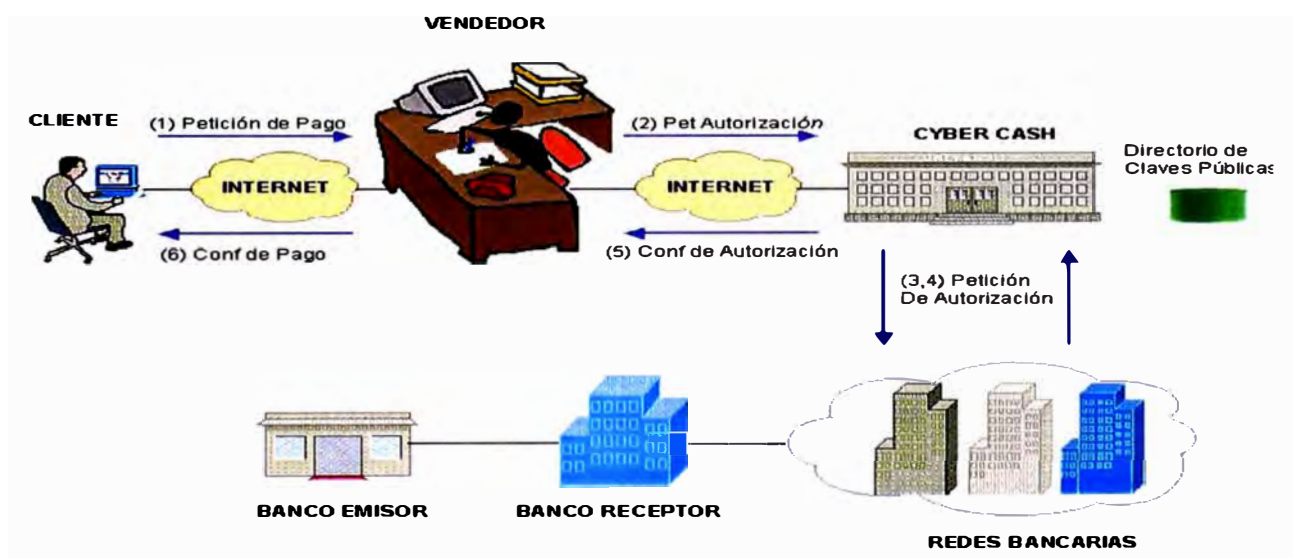 VENDEDOR
CLIENTE
(1) Petición de Pago
(2) Pet Autorización
CYBER CASH
Directorio de
Claves Públicas
INTERNET
INTERNET
(6) Conf de Pago
(5) Conf de Autorización
(3,4) Petición
De Autorización
BANCO EMISOR
BANCO RECEPTOR
REDES BANCARIAS